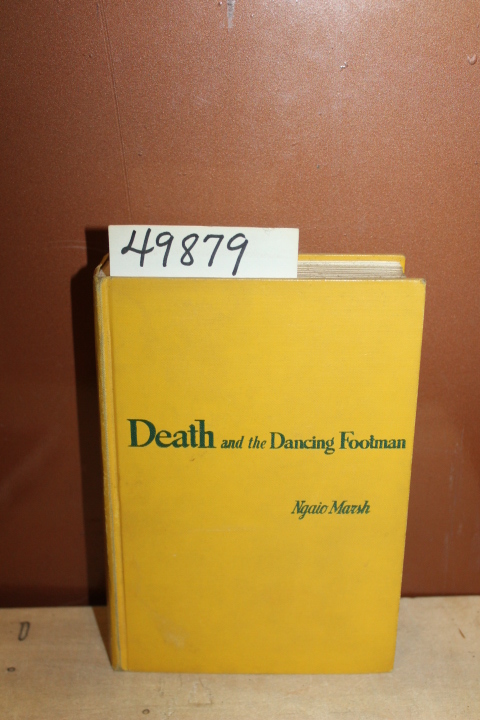 49879
Death and the Dancing Footman
Ngaio Marsh
D